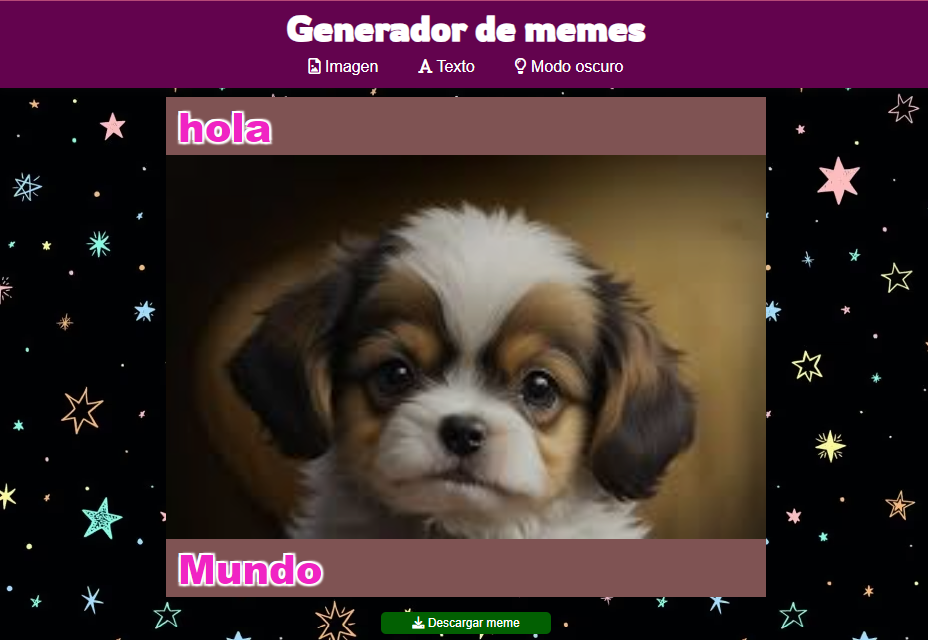 Generador de memes
Imagen Texto Modo oscuro
hola
Mundo
Descargar meme